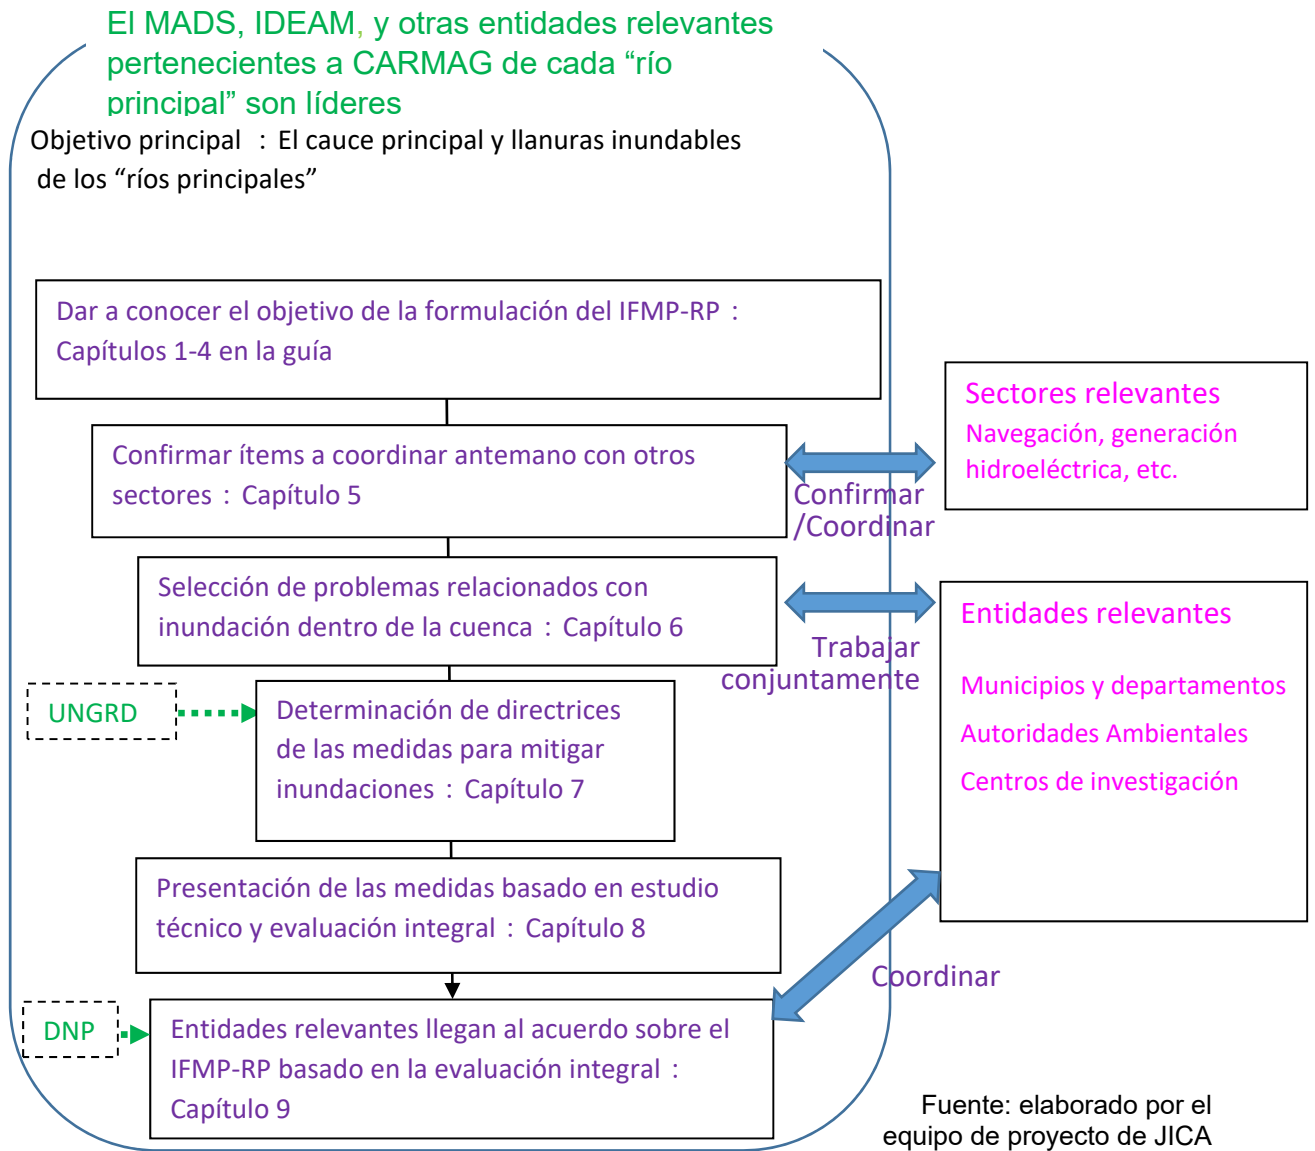 El MADS, IDEAM, y otras entidades relevantes
pertenecientes a CARMAG de cada “río
principal” son líderes
Objetivo principal : El cauce principal y llanuras inundables
de los “ríos principales”
Dar a conocer el objetivo de la formulación del IFMP-RP :
Capítulos 1-4 en la guía
Confirmar ítems a coordinar antemano con otros
sectores : Capítulo 5
Confirmar
/Coordinar
Sectores relevantes
Navegación, generación
hidroeléctrica, etc.
Selección de problemas relacionados con
inundación dentro de la cuenca : Capítulo 6
Trabajar
conjuntamente
Entidades relevantes
Municipios y departamentos
Autoridades Ambientales
Centros de investigación
UNGRD
Determinación de directrices
de las medidas para mitigar
inundaciones : Capítulo 7
Presentación de las medidas basado en estudio
técnico y evaluación integral : Capítulo 8
Coordinar
DNP
Entidades relevantes llegan al acuerdo sobre el
IFMP-RP basado en la evaluación integral :
Capítulo 9
Fuente: elaborado por el
equipo de proyecto de JICA